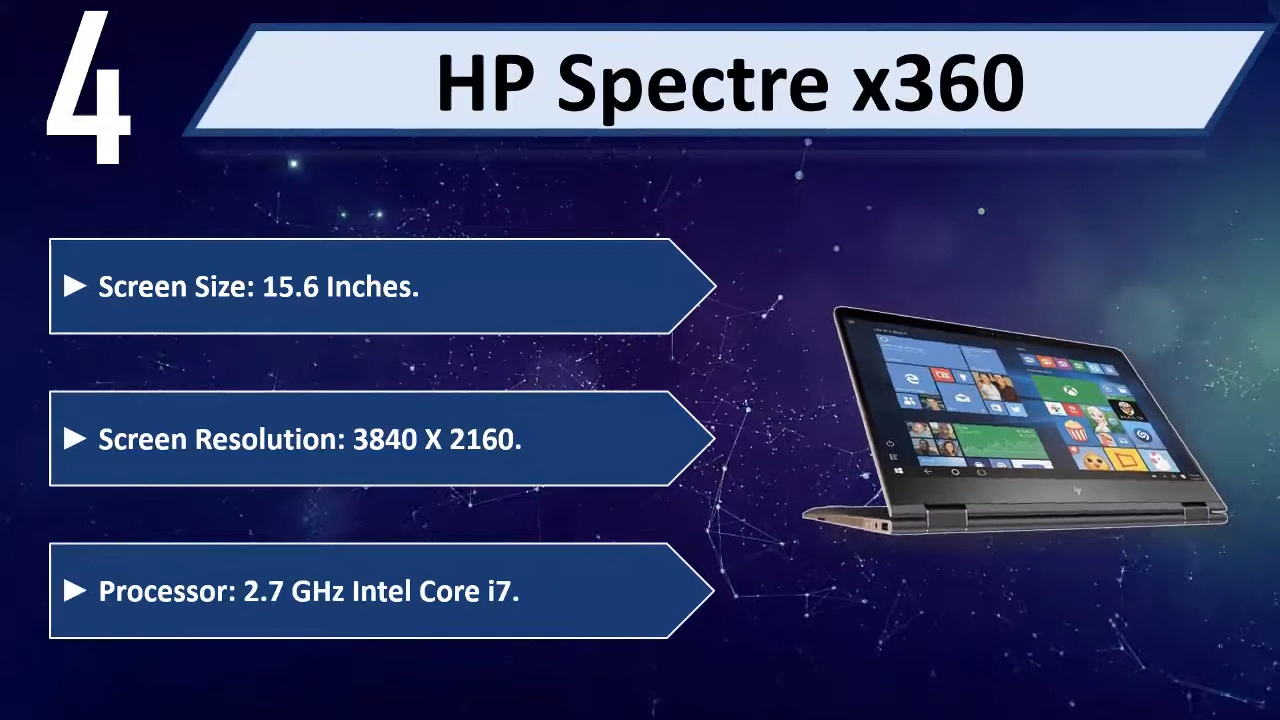 4
HP Spectre x360
► Screen Size: 15.6 Inches.
► Screen Resolution: 3840 X 2160.
► Processor: 2.7 GHz Intel Core i7.
hp